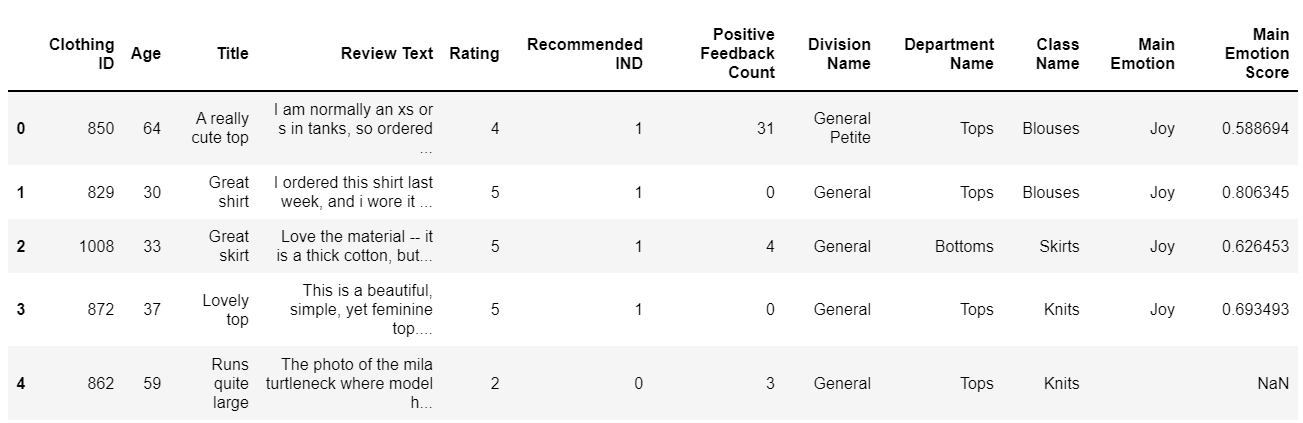 Clothing ID Age Title Review Text Rating Recommended IND Positive Feedback Count Division Name Department Name Class Name Main Emotion Main Emotion Score
0 850 64 A really cute top I am normally an xs or s in tanks, so ordered ... 4 1 31 General Petite Tops Blouses Joy 0.588694
1 829 30 Great shirt I ordered this shirt last week, and i wore it ... 5 1 0 General Tops Blouses Joy 0.806345
2 1008 33 Great skirt Love the material -- it is a thick cotton, but... 5 1 4 General Bottoms Skirts Joy 0.626453
3 872 37 Lovely top This is a beautiful, simple, yet feminine top.... 5 1 0 General Tops Knits Joy 0.693493
4 862 59 Runs quite large The photo of the mila turtleneck where model h... 2 0 3 General Tops Knits NaN